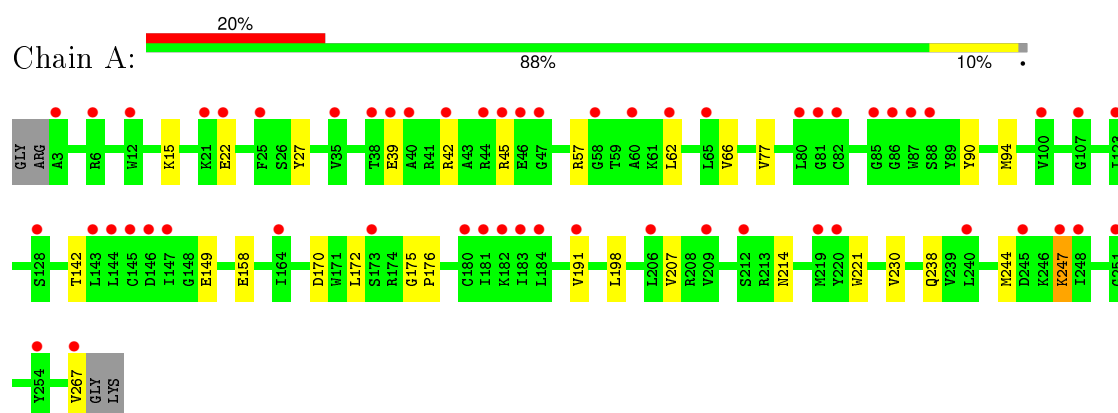 20%
Chain A:
88% 10%
GLY ARG A3 R6 W12 K15 K21 E22 F25 S26 Y27 V35 T38 E39 A40 R41 R42 A43 R44 R45 E46 G47 R57 G58 T59 A60 K61 L62 L65 V66 V77 L80 G81 C82 G85 G86 W87 S88 Y89 Y90 M94 V100 G107
S128 T142 L143 L144 C145 D146 I147 G148 E149 E158 I164 D170 W171 L172 S173 R174 G175 P176 C180 I181 K182 I183 L184 V191 L198 L206 V207 R208 V209 S212 R213 N214 M219 Y220 W221 V230 Q238 V239 L240 M244 D245 K246 K247 I248
Y254 V267 GLY LYS